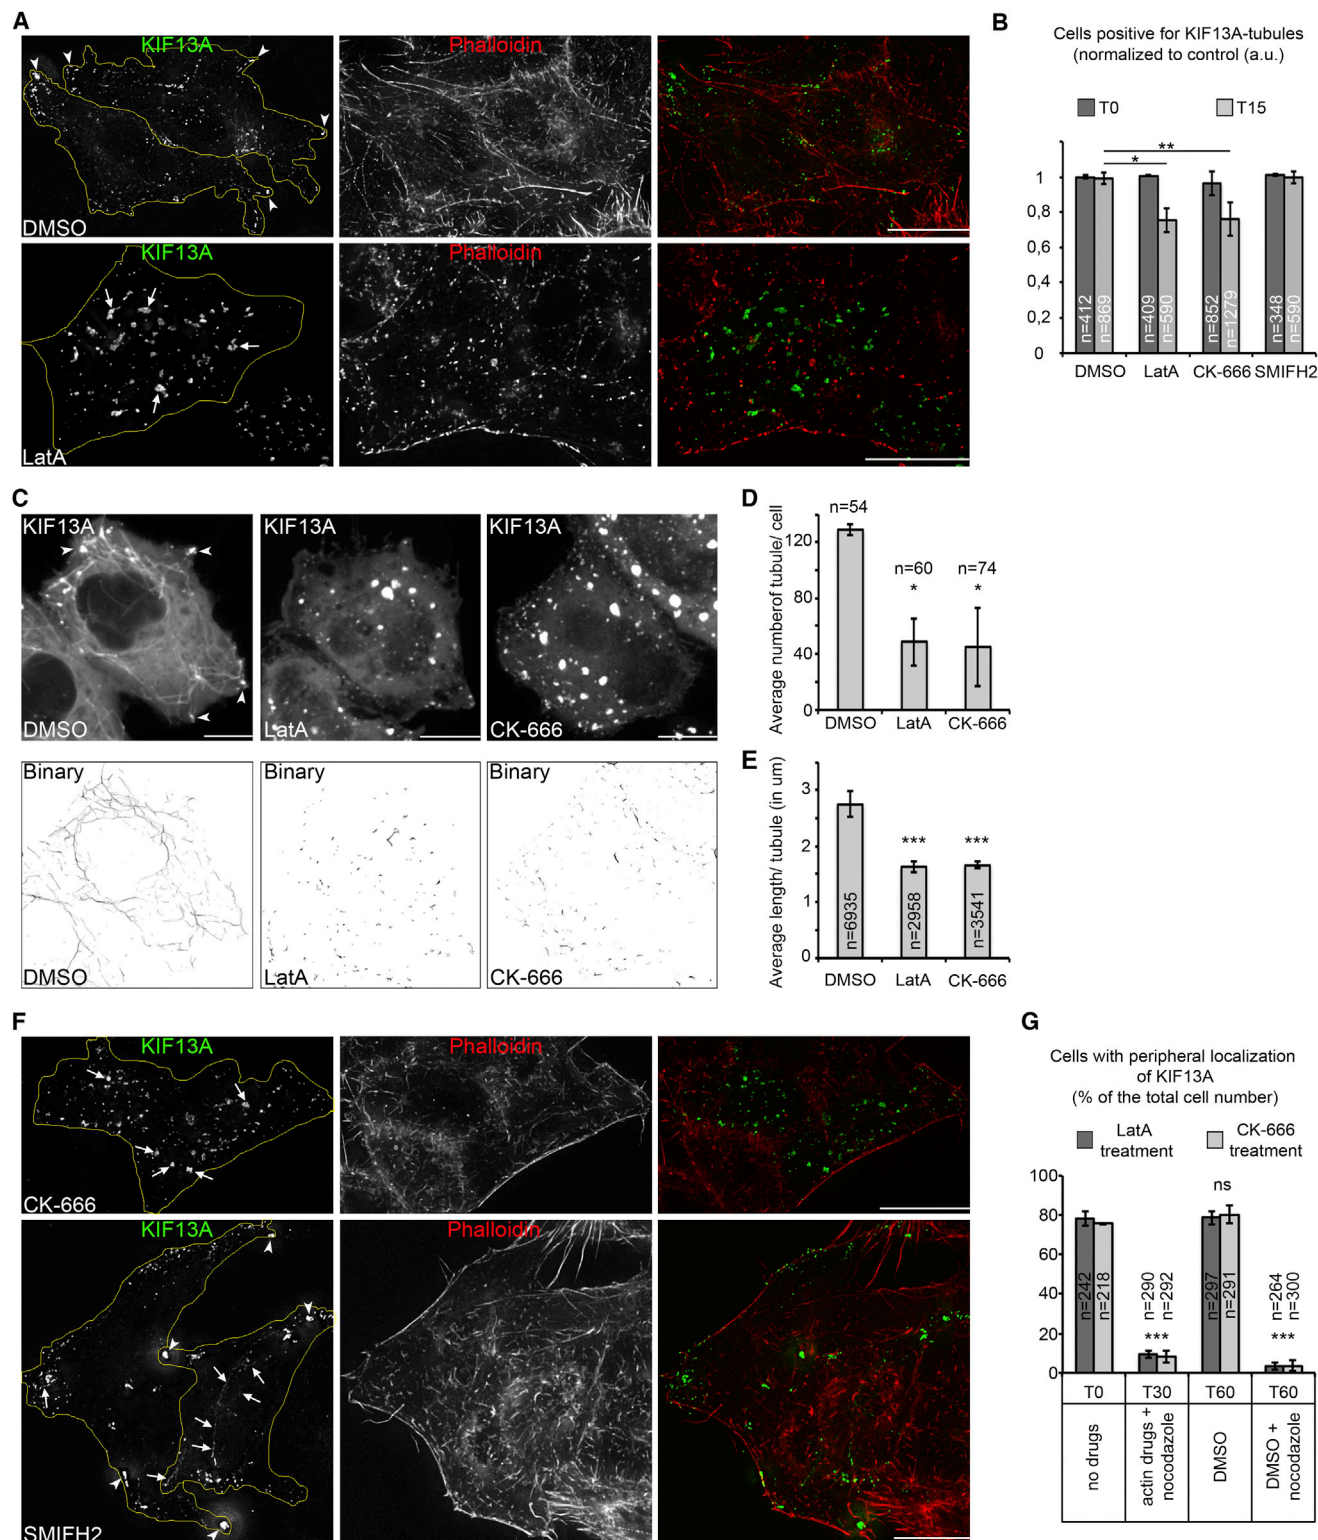 A
KIF13A
Phalloidin
DMSO
KIF13A
Phalloidin
LatA
B
Cells positive for KIF13A-tubules
(normalized to control (a.u.)
T0
T15
**
*
1
0,8
0,6
0,4
0,2
0
n=412
n=869
n=409
n=590
n=852
n=1279
n=348
n=590
DMSO
LatA
CK-666
SMIFH2
C
KIF13A
DMSO
KIF13A
LatA
KIF13A
CK-666
Binary
DMSO
Binary
LatA
Binary
CK-666
D
Average numberof tubule/ cell
120
80
40
0
n=54
n=60
*
n=74
*
DMSO
LatA
CK-666
E
Average length/ tubule (in um)
3
2
1
0
***
***
n=6935
n=2958
n=3541
DMSO
LatA
CK-666
F
KIF13A
Phalloidin
CK-666
KIF13A
Phalloidin
SMIFH2
G
Cells with peripheral localization
of KIF13A
(% of the total cell number)
LatA
treatment
CK-666
treatment
100
80
60
40
20
0
ns
n=242
n=218
n=290
n=292
***
n=297
n=291
n=264
n=300
***
T0
T30
T60
T60
no drugs
actin drugs +
nocodazole
DMSO
DMSO +
nocodazole